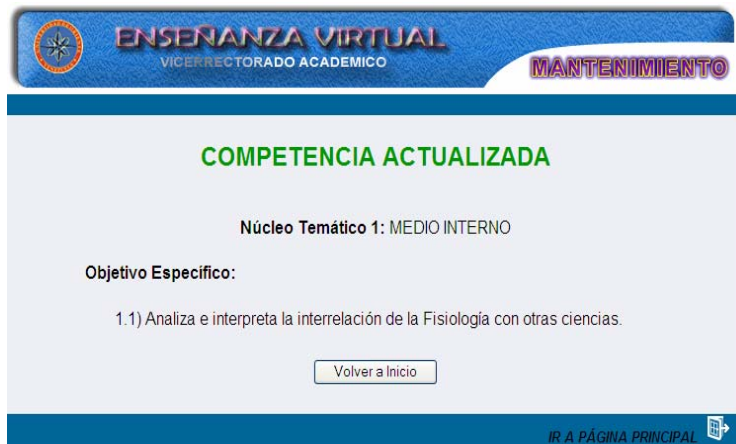 ENSEÑANZA VIRTUAL
VICERRECTORADO ACADEMICO
MANTENIMIENTO
COMPETENCIA ACTUALIZADA
Núcleo Temático 1: MEDIO INTERNO
Objetivo Específico:
1.1) Analiza e interpreta la interrelación de la Fisiología con otras ciencias.
Volver a Inicio
IR A PÁGINA PRINCIPAL